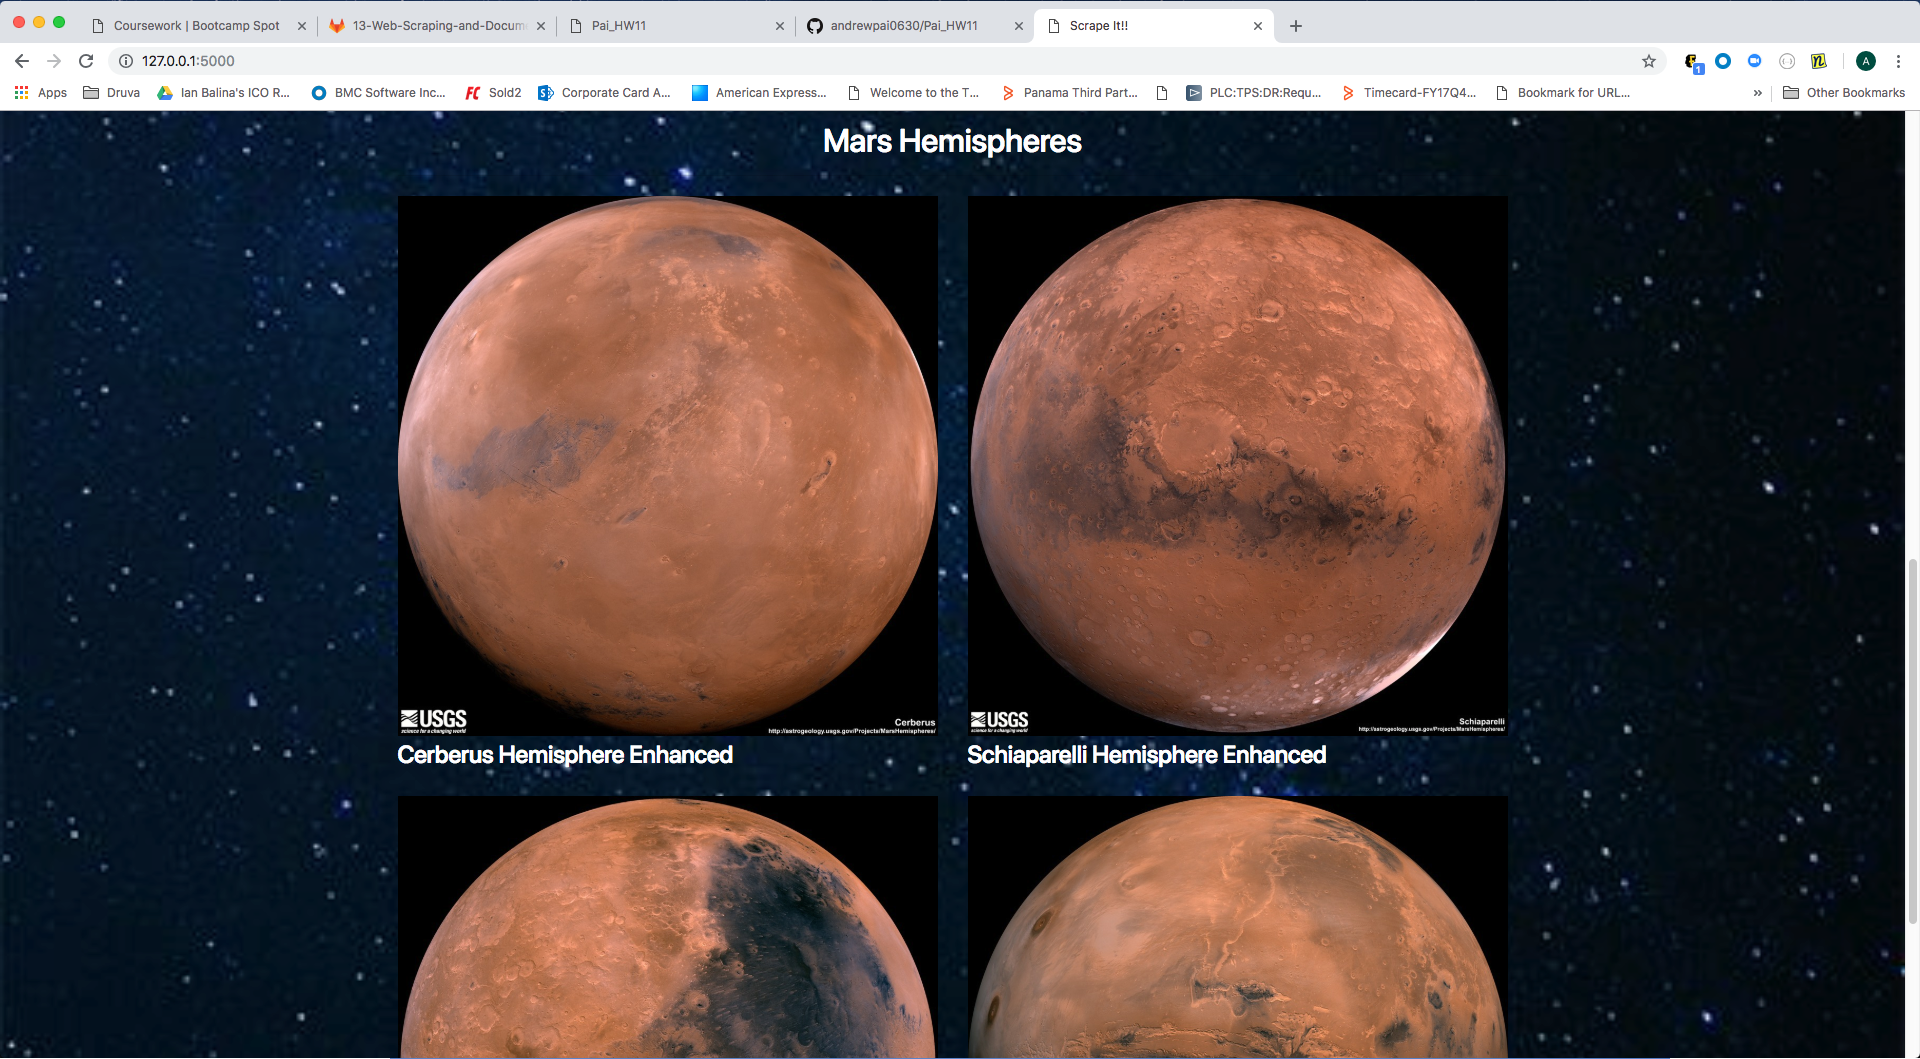 Coursework | Bootcamp Spot
13-Web-Scraping-and-Docume
Pai_HW11
andrewpai0630/Pai_HW11
Scrape It!!
127.0.0.1:5000
1
A
Apps
Druva
Ian Balina's ICO R...
BMC Software Inc...
FC Sold2
Corporate Card A...
American Express...
Welcome to the T...
Panama Third Part...
PLC:TPS:DR:Requ...
Timecard-FY17Q4...
Bookmark for URL...
»
Other Bookmarks
Mars Hemispheres
USGS
science for a changing world
Cerberus
http://astrogeology.usgs.gov/Projects/MarsHemispheres/
USGS
science for a changing world
Schiaparelli
http://astrogeology.usgs.gov/Projects/MarsHemispheres/
Cerberus Hemisphere Enhanced
Schiaparelli Hemisphere Enhanced